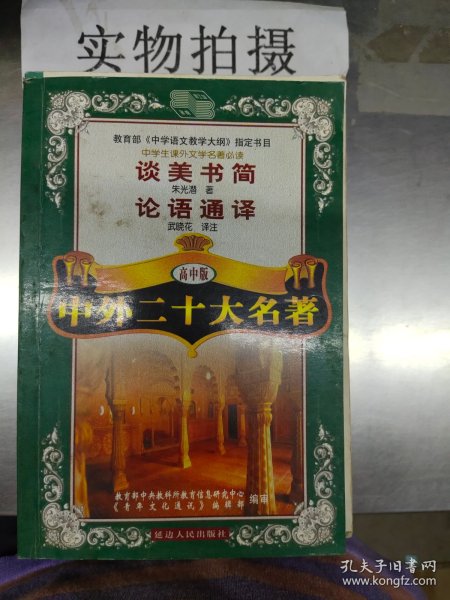 实物拍摄
教育部《中学语文教学大纲》指定书目
中学生课外文学名著必读
谈美书简
朱光潜 著
论语通译
武晓花 译注
高中版
中外二十大名著
教育部中央教科所教育信息研究中心
《青年文化通讯》编辑部
编审
延边人民出版社
孔夫子旧书网
www.kongfz.com